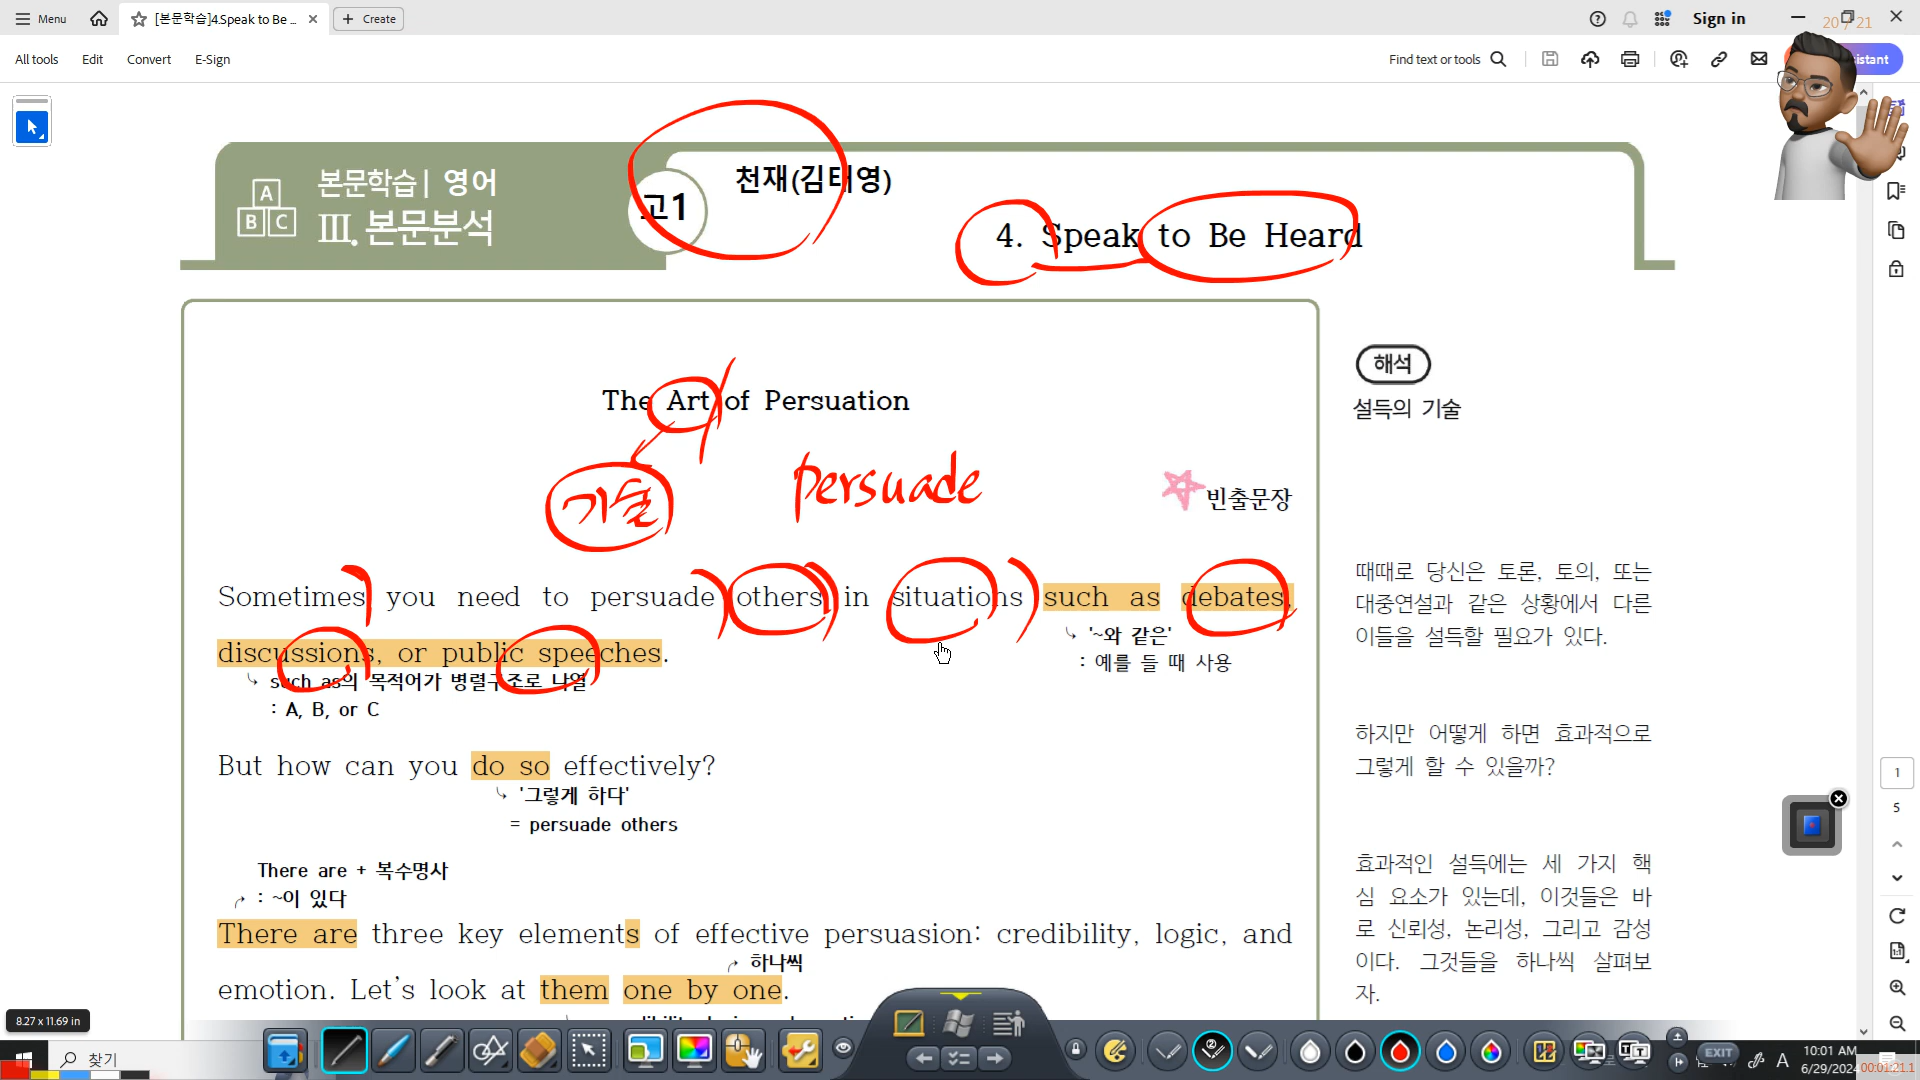 Menu
[본문학습]4.Speak to Be ...
Create
Sign in
20 / 21
All tools
Edit
Convert
E-Sign
Find text or tools
istant
본문학습| 영어
A
B C
Ⅲ. 본문분석
고1
천재(김태영)
4. Speak to Be Heard
The Art of Persuation
기술
persuade
빈출문장
Sometimes you need to persuade others in situations such as debates,
'~와 같은'
: 예를 들 때 사용
discussions, or public speeches.
such as의 목적어가 병렬구조로 나열
: A, B, or C
But how can you do so effectively?
'그렇게 하다'
= persuade others
There are + 복수명사
: ~이 있다
There are three key elements of effective persuasion: credibility, logic, and
하나씩
emotion. Let's look at them one by one.
해석
설득의 기술
때때로 당신은 토론, 토의, 또는
대중연설과 같은 상황에서 다른
이들을 설득할 필요가 있다.
하지만 어떻게 하면 효과적으로
그렇게 할 수 있을까?
효과적인 설득에는 세 가지 핵
심 요소가 있는데, 이것들은 바
로 신뢰성, 논리성, 그리고 감성
이다. 그것들을 하나씩 살펴보
자.
1
5
8.27 x 11.69 in
찾기
EXIT
A
10:01 AM
6/29/2024
00:01:21.1